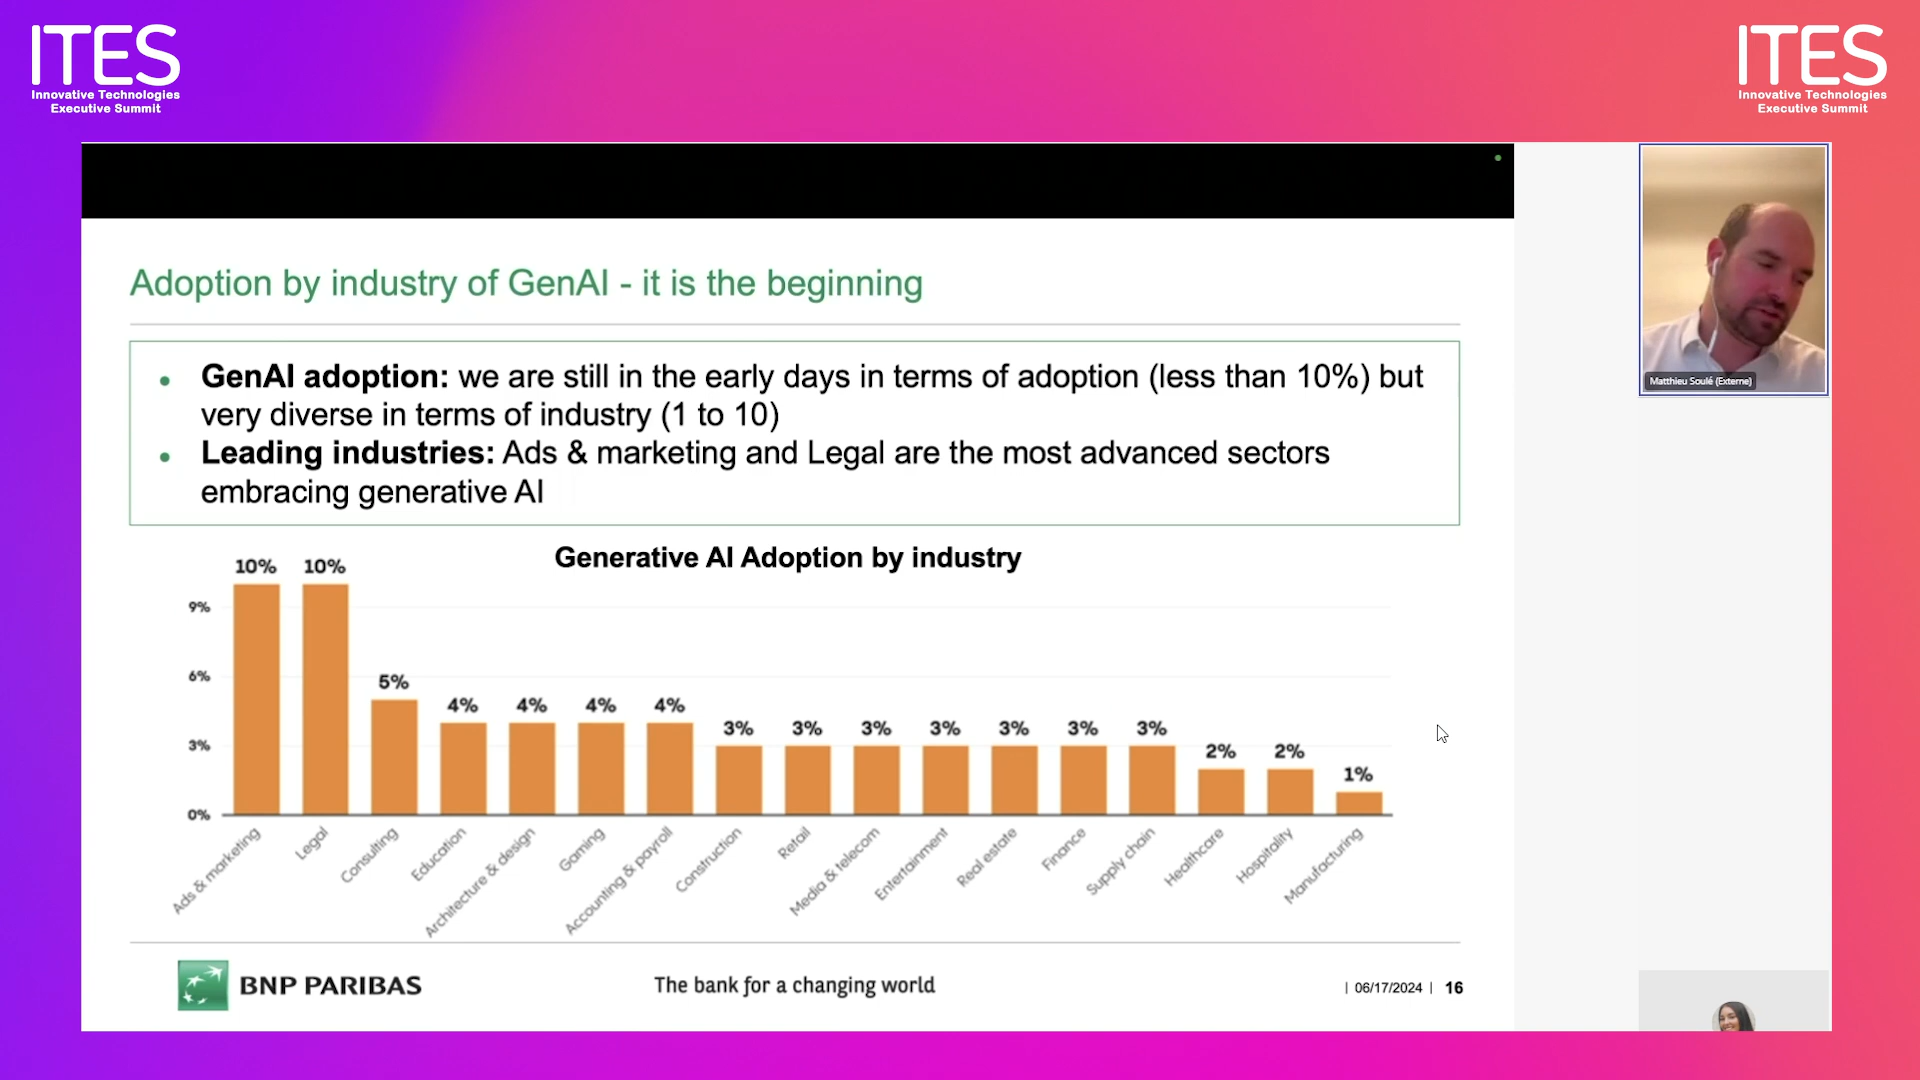 ITES
Innovative Technologies
Executive Summit
ITES
Innovative Technologies
Executive Summit
Adoption by industry of GenAI - it is the beginning
• GenAI adoption: we are still in the early days in terms of adoption (less than 10%) but
very diverse in terms of industry (1 to 10)
• Leading industries: Ads & marketing and Legal are the most advanced sectors
embracing generative AI
Matthieu Soulé (Externe)
Generative AI Adoption by industry
10% 10% 5% 4% 4% 4% 4% 3% 3% 3% 3% 3% 3% 3% 2% 2% 1%
9%
6%
3%
0%
Ads & marketing
Legal
Consulting
Education
Architecture & design
Gaming
Accounting & payroll
Construction
Retail
Media & telecom
Entertainment
Real estate
Finance
Supply chain
Healthcare
Hospitality
Manufacturing
BNP PARIBAS
The bank for a changing world
| 06/17/2024 | 16